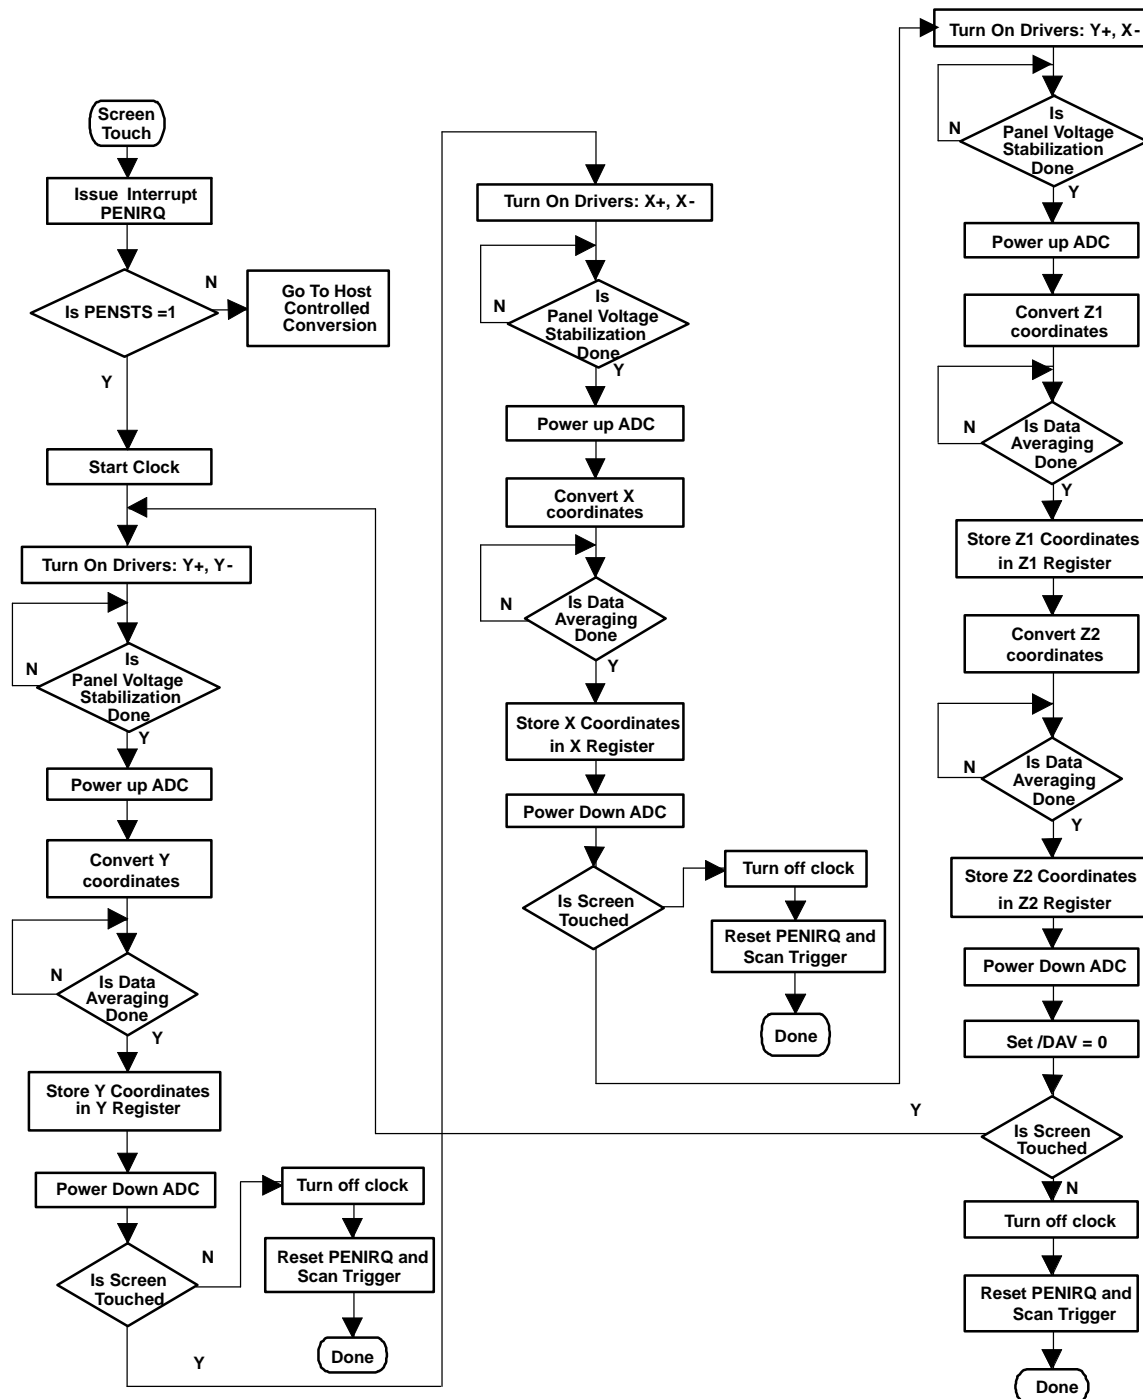 Screen
Touch
Issue Interrupt
PENIRQ
Is PENSTS =1
N
Go To Host
Controlled
Conversion
Y
Start Clock
Turn On Drivers: Y+, Y-
Is
Panel Voltage
Stabilization
Done
N
Y
Power up ADC
Convert Y
coordinates
Is Data
Averaging
Done
N
Y
Store Y Coordinates
in Y Register
Power Down ADC
Is Screen
Touched
N
Turn off clock
Reset PENIRQ and
Scan Trigger
Done
Y
Turn On Drivers: X+, X-
Is
Panel Voltage
Stabilization
Done
N
Y
Power up ADC
Convert X
coordinates
Is Data
Averaging
Done
N
Y
Store X Coordinates
in X Register
Power Down ADC
Is Screen
Touched
Turn off clock
Reset PENIRQ and
Scan Trigger
Done
Turn On Drivers: Y+, X-
Is
Panel Voltage
Stabilization
Done
N
Y
Power up ADC
Convert Z1
coordinates
Is Data
Averaging
Done
N
Y
Store Z1 Coordinates
in Z1 Register
Convert Z2
coordinates
Is Data
Averaging
Done
N
Y
Store Z2 Coordinates
in Z2 Register
Power Down ADC
Set /DAV = 0
Is Screen
Touched
Y
N
Turn off clock
Reset PENIRQ and
Scan Trigger
Done